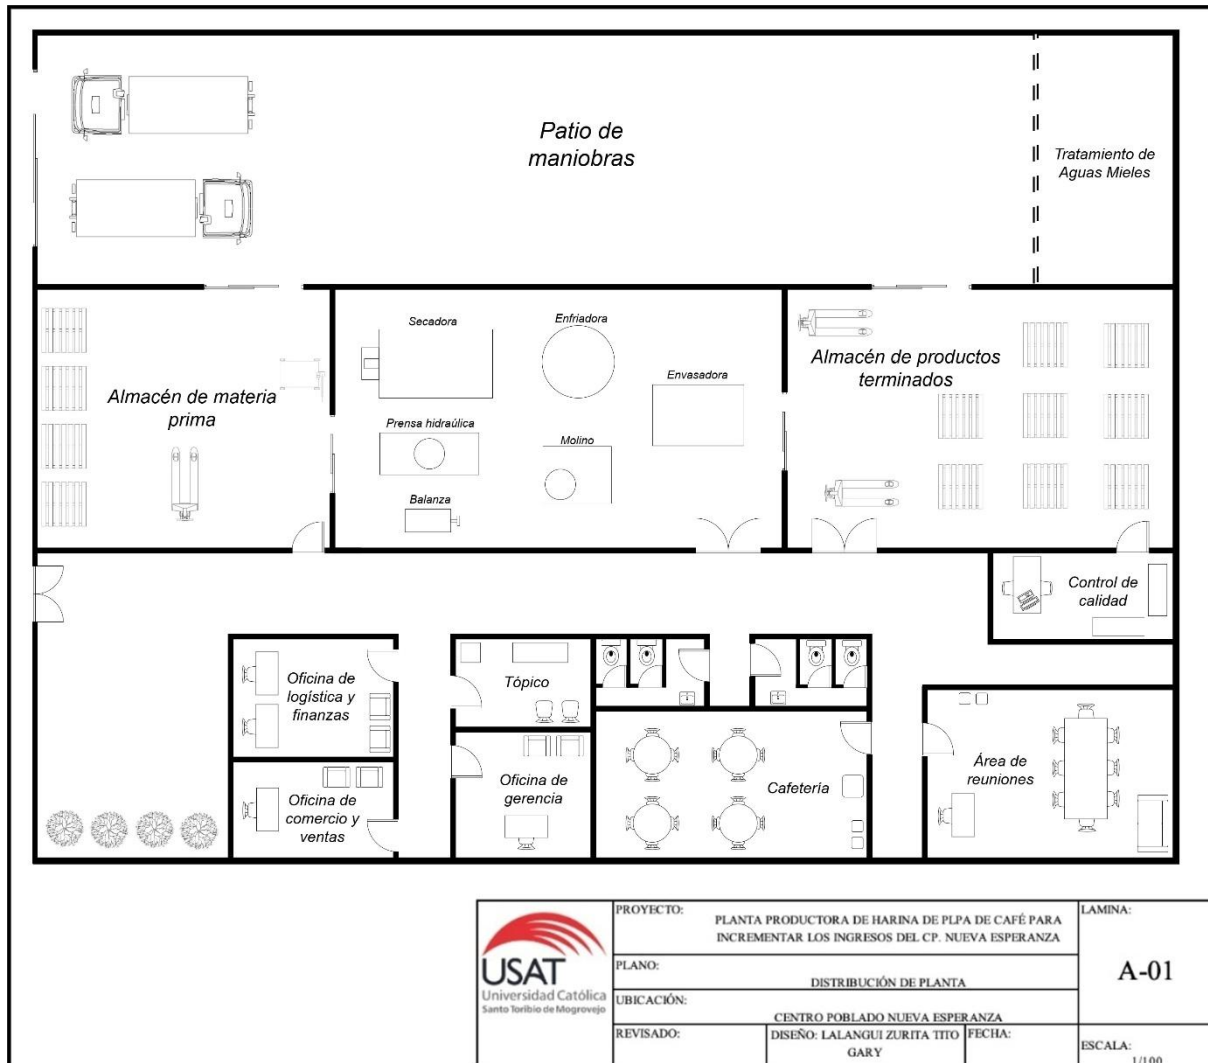 Patio de
maniobras
Tratamiento de
Aguas Mieles
Secadora
Enfriadora
Almacén de productos
terminados
Envasadora
Almacén de materia
prima
Prensa hidraúlica
Molino
Balanza
Control de
calidad
Oficina de
logística y
finanzas
Tópico
Área de
reuniones
Oficina de
gerencia
Cafetería
Oficina de
comercio y
ventas
USAT
Universidad Católica
Santo Toribio de Mogrovejo
PROYECTO:
PLANTA PRODUCTORA DE HARINA DE PLPA DE CAFÉ PARA
INCREMENTAR LOS INGRESOS DEL CP. NUEVA ESPERANZA
LAMINA:
A-01
PLANO:
DISTRIBUCIÓN DE PLANTA
UBICACIÓN:
CENTRO POBLADO NUEVA ESPERANZA
REVISADO:
DISEÑO: LALANGUI ZURITA TITO
GARY
FECHA:
ESCALA:
1/100